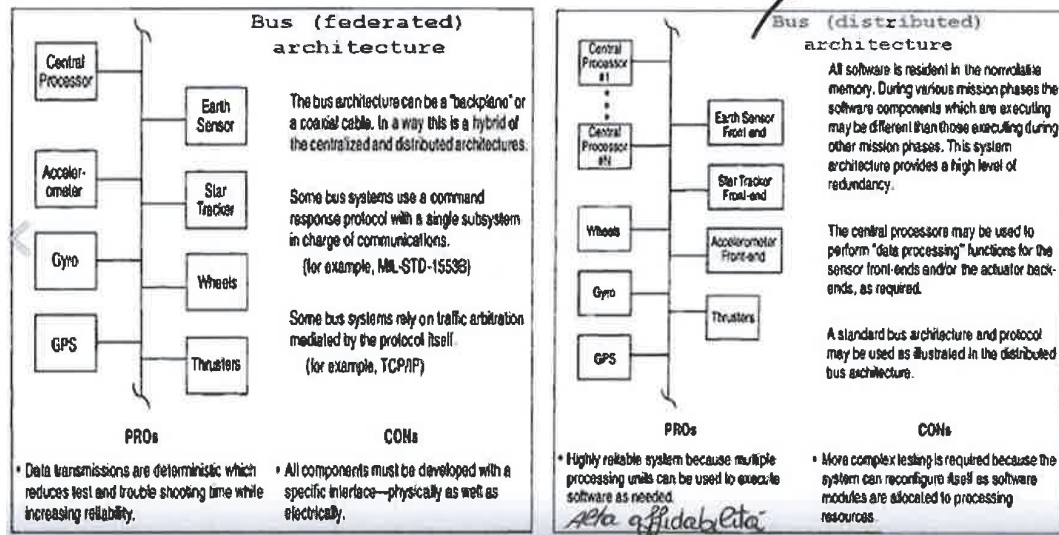 Bus (federated)
architecture
Central
Processor
Earth
Sensor
Acceler-
ometer
Star
Tracker
Gyro
Wheels
GPS
Thrusters
The bus architecture can be a "backplane" or
a coaxial cable. In a way this is a hybrid of
the centralized and distributed architectures.
Some bus systems use a command
response protocol with a single subsystem
in charge of communications.
(for example, MIL-STD-1553B)
Some bus systems rely on traffic arbitration
mediated by the protocol itself.
(for example, TCP/IP)
PROs
• Data transmissions are deterministic which
reduces test and trouble shooting time while
increasing reliability.
CONs
• All components must be developed with a
specific interface—physically as well as
electrically.
Bus (distributed)
architecture
Central
Processor
#1
Central
Processor
#N
Earth Sensor
Front end
Star Tracker
Front-end
Wheels
Accelerometer
Front-end
Gyro
Thrusters
GPS
All software is resident in the nonvolatile
memory. During various mission phases the
software components which are executing
may be different than those executing during
other mission phases. This system
architecture provides a high level of
redundancy.
The central processors may be used to
perform "data processing" functions for the
sensor front-ends and/or the actuator back-
ends, as required.
A standard bus architecture and protocol
may be used as illustrated in the distributed
bus architecture.
PROs
• Highly reliable system because multiple
processing units can be used to execute
software as needed.
Alta affidabilità
CONs
• More complex testing is required because the
system can reconfigure itself as software
modules are allocated to processing
resources.